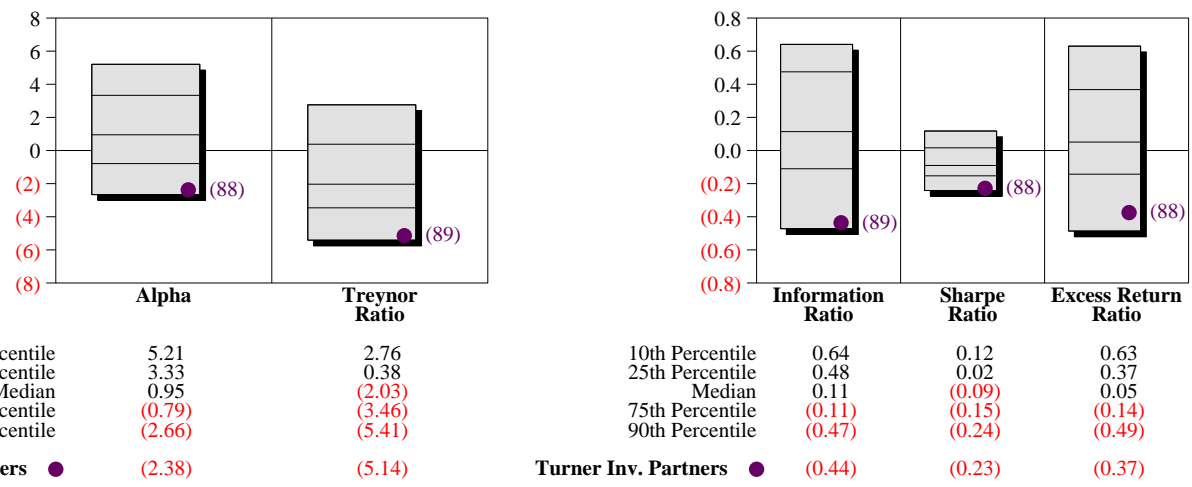 8
6
4
2
0
(2)
(4)
(6)
(8)
(88)
(89)
Alpha
Treynor
Ratio
centile 5.21 2.76
centile 3.33 0.38
Median 0.95 (2.03)
centile (0.79) (3.46)
centile (2.66) (5.41)
ers (2.38) (5.14)
0.8
0.6
0.4
0.2
0.0
(0.2)
(0.4)
(0.6)
(0.8)
(89)
(88)
(88)
Information
Ratio
Sharpe
Ratio
Excess Return
Ratio
10th Percentile 0.64 0.12 0.63
25th Percentile 0.48 0.02 0.37
Median 0.11 (0.09) 0.05
75th Percentile (0.11) (0.15) (0.14)
90th Percentile (0.47) (0.24) (0.49)
Turner Inv. Partners (0.44) (0.23) (0.37)